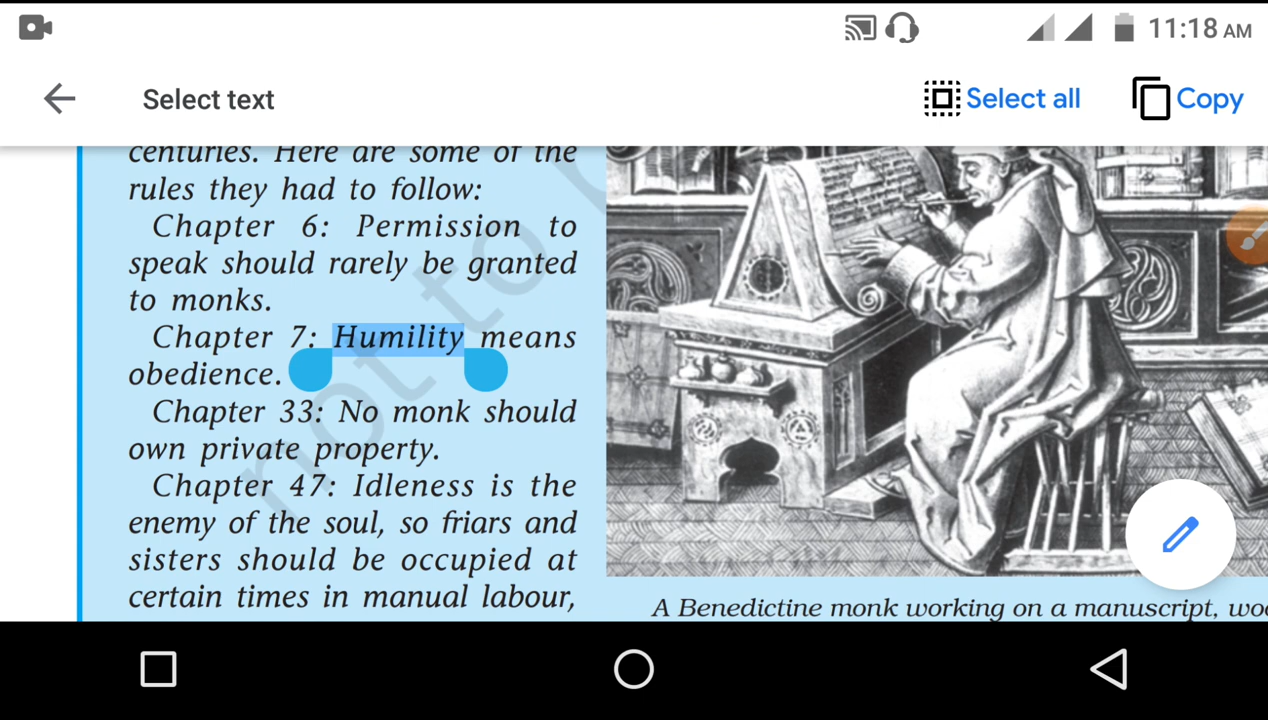 11:18 AM
Select text
Select all
Copy
centuries. Here are some of the
rules they had to follow:
Chapter 6: Permission to
speak should rarely be granted
to monks.
Chapter 7: Humility means
obedience.
Chapter 33: No monk should
own private property.
Chapter 47: Idleness is the
enemy of the soul, so friars and
sisters should be occupied at
certain times in manual labour,
A Benedictine monk working on a manuscript,
not to